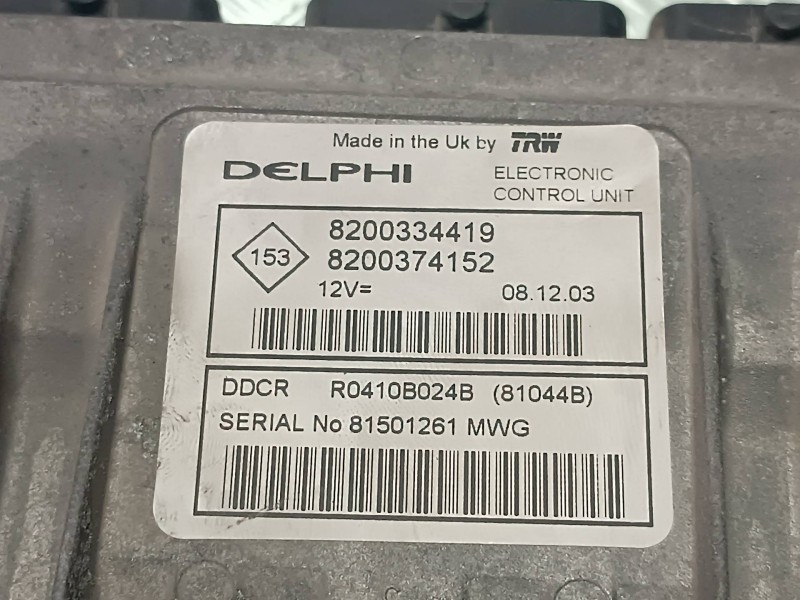 Made in the Uk by TRW
DELPHI
ELECTRONIC
CONTROL UNIT
153
8200334419
8200374152
12V=
08.12.03
DDCR R0410B024B (81044B)
SERIAL No 81501261 MWG